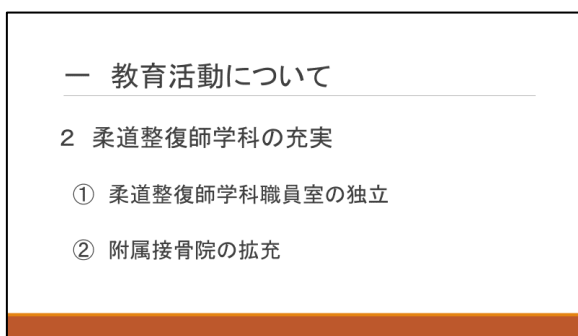 一 教育活動について
２ 柔道整復師学科の充実
① 柔道整復師学科職員室の独立
② 附属接骨院の拡充